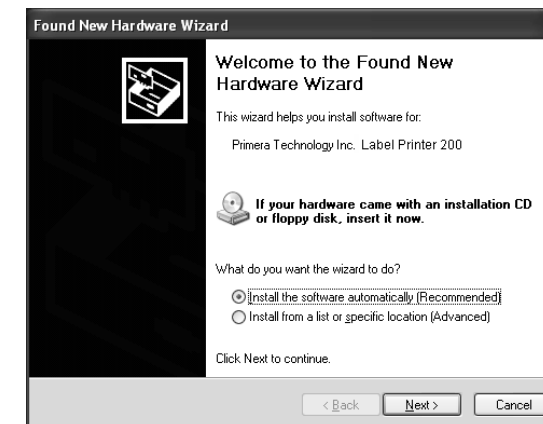 Found New Hardware Wizard
Welcome to the Found New
Hardware Wizard
This wizard helps you install software for:
Primera Technology Inc. Label Printer 200
If your hardware came with an installation CD
or floppy disk, insert it now.
What do you want the wizard to do?
Install the software automatically (Recommended)
Install from a list or specific location (Advanced)
Click Next to continue.
< Back Next > Cancel